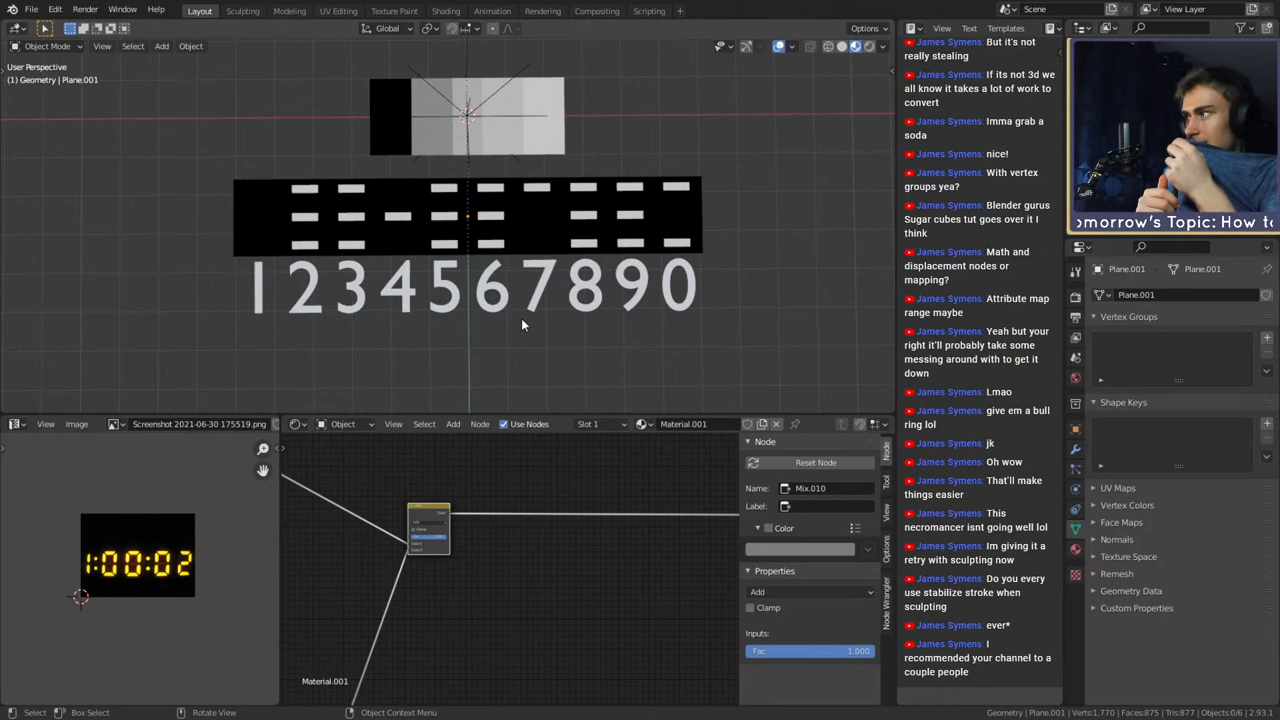 File Edit Render Window Help Layout Sculpting Modeling UV Editing Texture Paint Shading Animation Rendering Compositing Scripting + Scene View Layer
Global Options View Text Templates
Object Mode View Select Add Object
User Perspective
(1) Geometry | Plane.001
1234567890
View Image Screenshot 2021-06-30 175519.png
1:00:02
Object View Select Add Node Use Nodes Slot 1 Material.001
Node
Reset Node
Name: Mix.010
Label:
Color
Properties
Add
Clamp
Inputs:
Fac 1.000
Node
Tool
View
Options
Node Wrangler
Material.001
James Symens: But it's not
really stealing
James Symens: If its not 3d we
all know it takes a lot of work to
convert
James Symens: Imma grab a
soda
James Symens: nice!
James Symens: With vertex
groups yea?
James Symens: Blender gurus
Sugar cubes tut goes over it I
think
James Symens: Math and
displacement nodes or
mapping?
James Symens: Attribute map
range maybe
James Symens: Yeah but your
right it'll probably take some
messing around with to get it
down
James Symens: Lmao
James Symens: give em a bull
ring lol
James Symens: jk
James Symens: Oh wow
James Symens: That'll make
things easier
James Symens: This
necromancer isnt going well lol
James Symens: Im giving it a
retry with sculpting now
James Symens: Do you every
use stabilize stroke when
sculpting
James Symens: ever*
James Symens: I
recommended your channel to a
couple people
omorrow's Topic: How to
Plane.001 Plane.001
Plane.001
Vertex Groups
Shape Keys
UV Maps
Vertex Colors
Face Maps
Normals
Texture Space
Remesh
Geometry Data
Custom Properties
Select Box Select Rotate View Object Context Menu Geometry | Plane.001 | Verts:1,770 | Faces:875 | Tris:877 | Objects:0/6 | 2.93.1